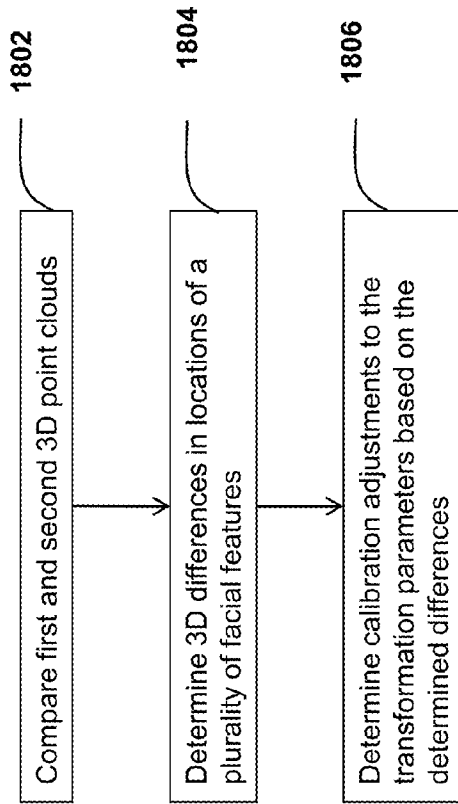 1802
Compare first and second 3D point clouds
1804
Determine 3D differences in locations of a
plurality of facial features
1806
Determine calibration adjustments to the
transformation parameters based on the
determined differences